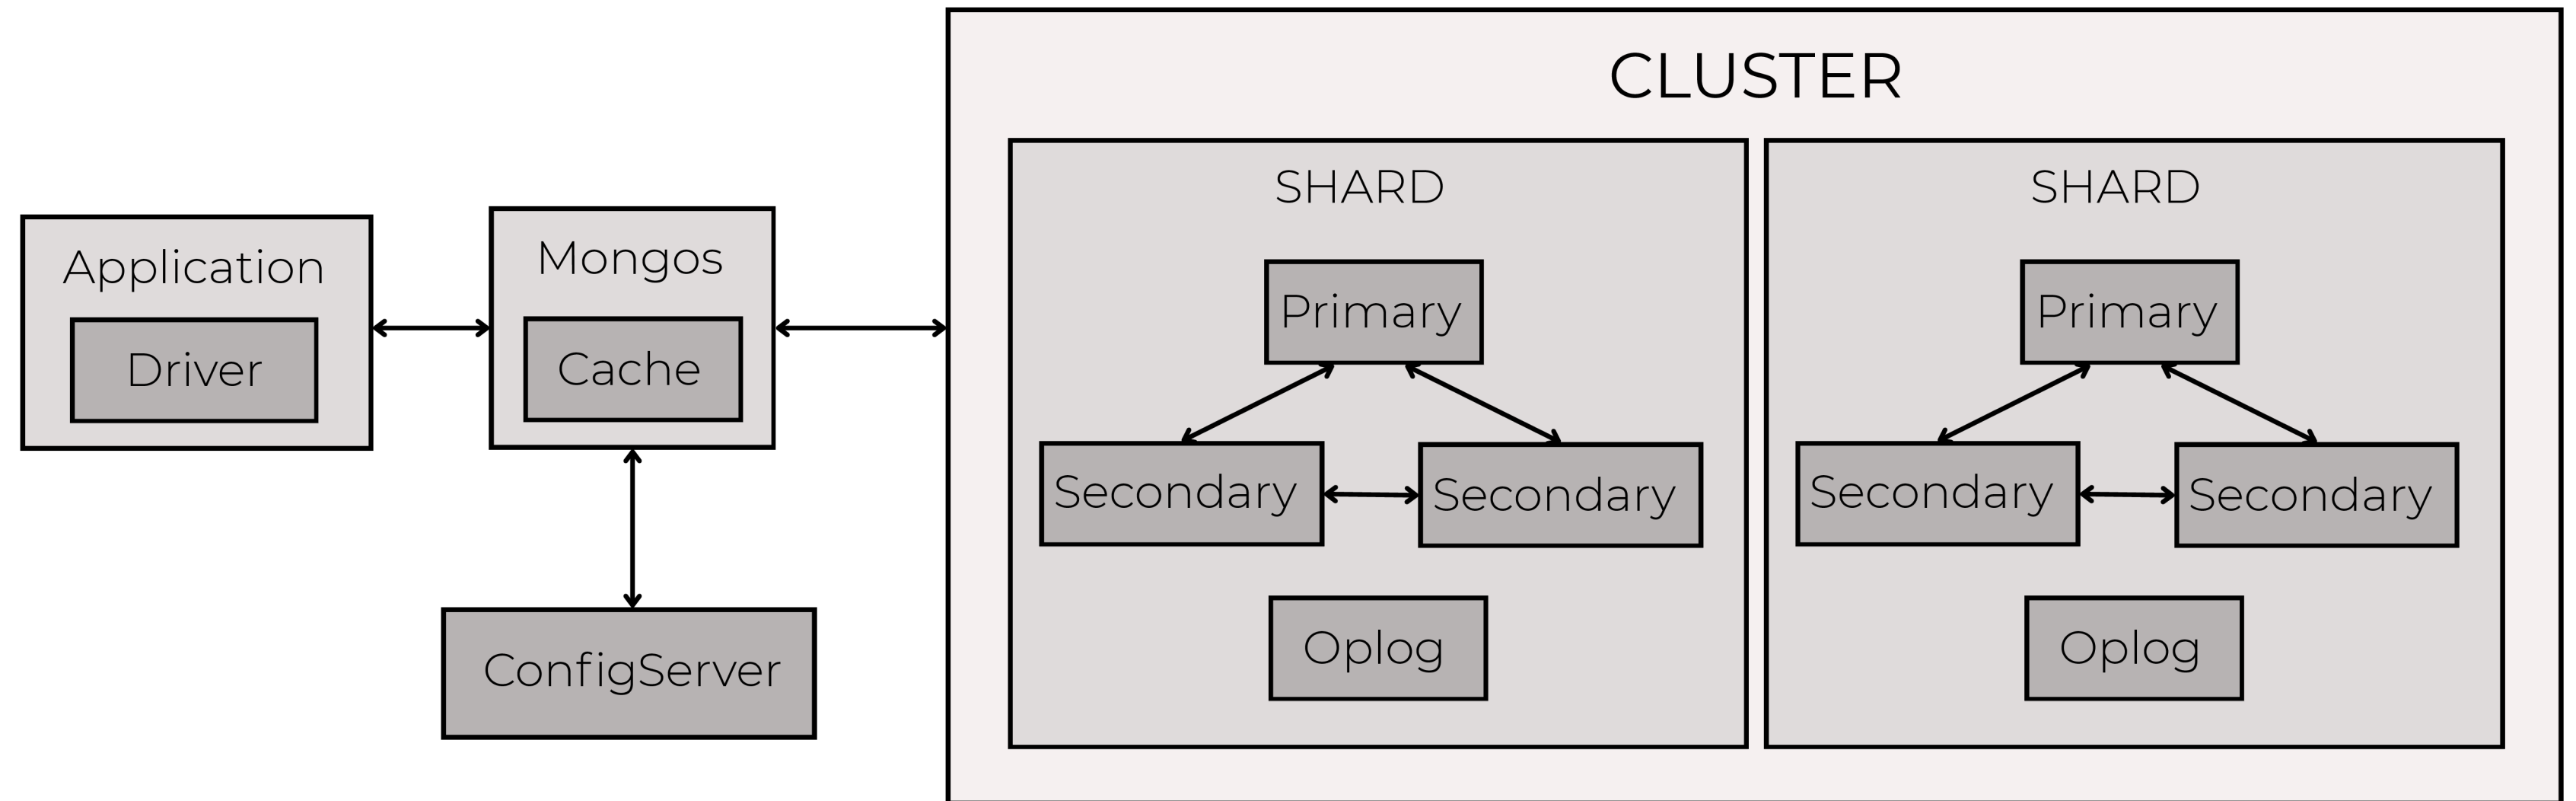 CLUSTER
SHARD
SHARD
Application
Driver
Mongos
Cache
ConfigServer
Primary
Secondary
Secondary
Oplog
Primary
Secondary
Secondary
Oplog